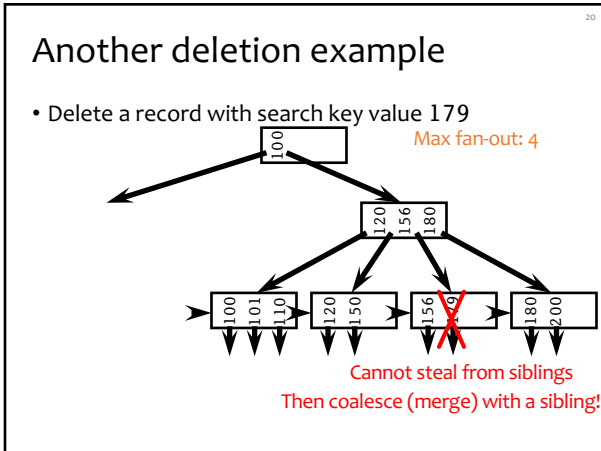 20
Another deletion example
• Delete a record with search key value 179
Max fan-out: 4
100
120 156 180
100 101 110 120 150 156 179 180 200
Cannot steal from siblings
Then coalesce (merge) with a sibling!